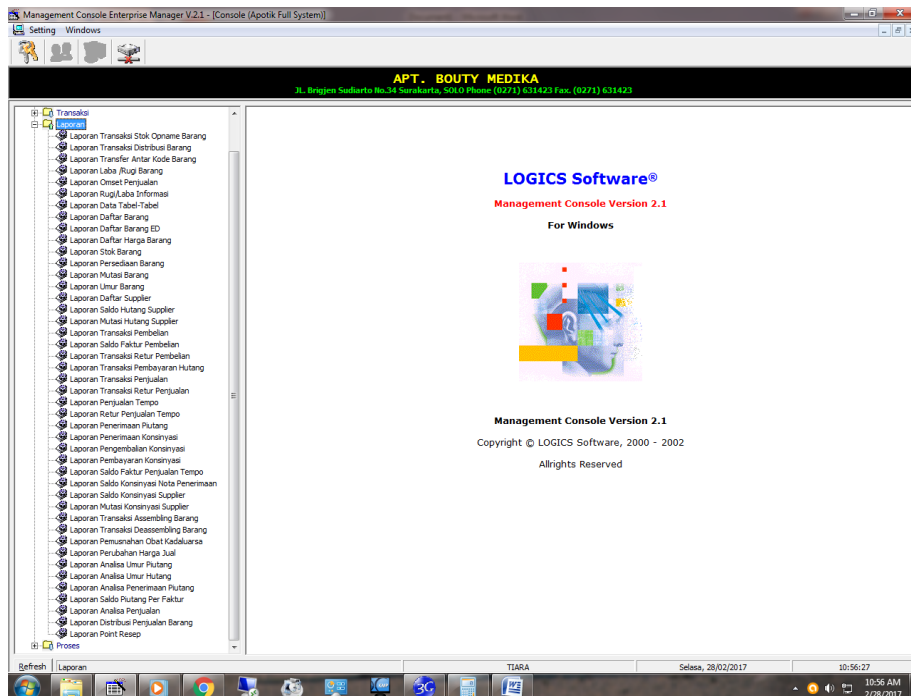 Management Console Enterprise Manager V.2.1 - [Console (Apotik Full System)]
Setting Windows
APT. BOUTY MEDIKA
JL. Brigjen Sudiarto No.34 Surakarta, SOLO Phone (0271) 631423 Fax. (0271) 631423
Transaksi
Laporan
Laporan Transaksi Stok Opname Barang
Laporan Transaksi Distribusi Barang
Laporan Transfer Antar Kode Barang
Laporan Laba /Rugi Barang
Laporan Omset Penjualan
Laporan Rugi/Laba Informasi
Laporan Data Tabel-Tabel
Laporan Daftar Barang
Laporan Daftar Barang ED
Laporan Daftar Harga Barang
Laporan Stok Barang
Laporan Persediaan Barang
Laporan Mutasi Barang
Laporan Umur Barang
Laporan Daftar Supplier
Laporan Saldo Hutang Supplier
Laporan Mutasi Hutang Supplier
Laporan Transaksi Pembelian
Laporan Saldo Faktur Pembelian
Laporan Transaksi Retur Pembelian
Laporan Transaksi Pembayaran Hutang
Laporan Transaksi Penjualan
Laporan Transaksi Retur Penjualan
Laporan Penjualan Tempo
Laporan Retur Penjualan Tempo
Laporan Penerimaan Piutang
Laporan Penerimaan Konsinyasi
Laporan Pengembalian Konsinyasi
Laporan Pembayaran Konsinyasi
Laporan Saldo Faktur Penjualan Tempo
Laporan Saldo Konsinyasi Nota Penerimaan
Laporan Saldo Konsinyasi Supplier
Laporan Mutasi Konsinyasi Supplier
Laporan Transaksi Assembling Barang
Laporan Transaksi Deassembling Barang
Laporan Pemusnahan Obat Kadaluarsa
Laporan Perubahan Harga Jual
Laporan Analisa Umur Piutang
Laporan Analisa Umur Hutang
Laporan Analisa Penerimaan Piutang
Laporan Saldo Piutang Per Faktur
Laporan Analisa Penjualan
Laporan Distribusi Penjualan Barang
Laporan Point Resep
Proses
LOGICS Software®
Management Console Version 2.1
For Windows
Management Console Version 2.1
Copyright © LOGICS Software, 2000 - 2002
Allrights Reserved
Refresh Laporan TIARA Selasa, 28/02/2017 10:56:27
3G
10:56 AM
2/28/2017